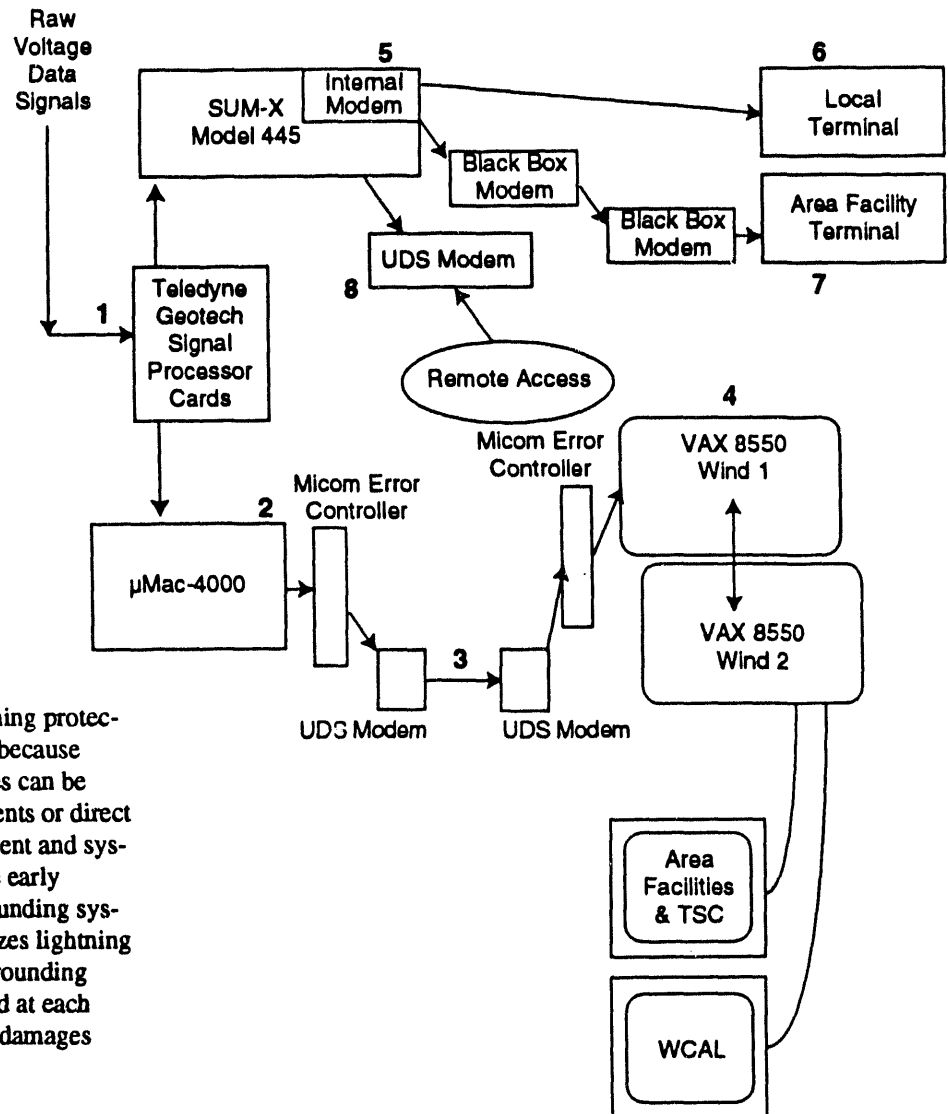 Raw
Voltage
Data
Signals
5
6
SUM-X
Model 445
Internal
Modem
Local
Terminal
Black Box
Modem
Black Box
Modem
Area Facility
Terminal
7
UDS Modem
8
1
Teledyne
Geotech
Signal
Processor
Cards
Remote Access
4
Micom Error
Controller
VAX 8550
Wind 1
2
Micom Error
Controller
µMac-4000
VAX 8550
Wind 2
3
UDS Modem
UDS Modem
ning protec-
because
es can be
ents or direct
ent and sys-
early
unding sys-
zes lightning
rounding
d at each
damages
Area
Facilities
& TSC
WCAL